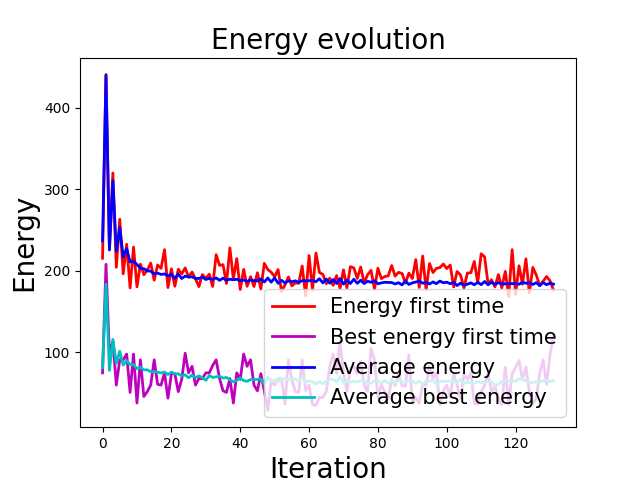 Energy evolution
Energy
400
300
200
100
Energy first time
Best energy first time
Average energy
Average best energy
0
20
40
60
80
100
120
Iteration